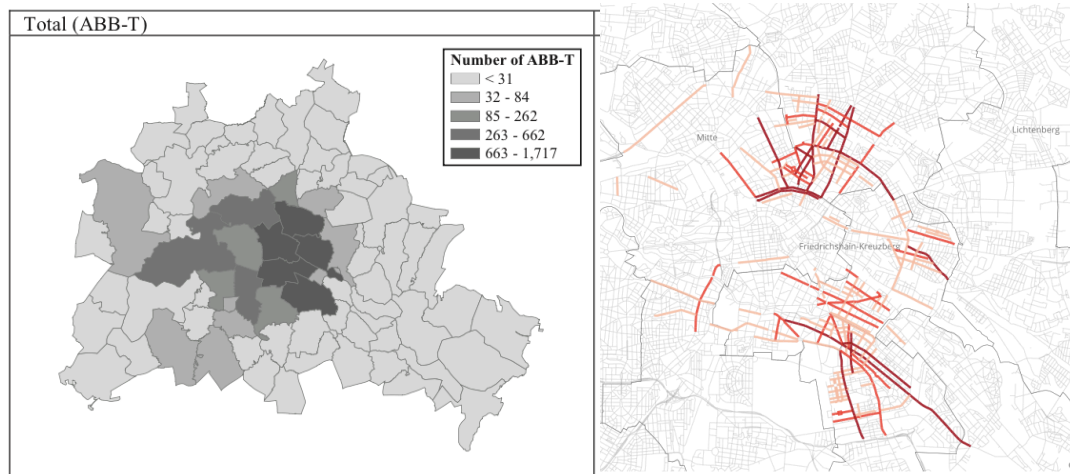 Total (ABB-T)
Number of ABB-T
< 31
32 - 84
85 - 262
263 - 662
663 - 1,717
Mitte
Lichtenberg
Friedrichshain-Kreuzberg